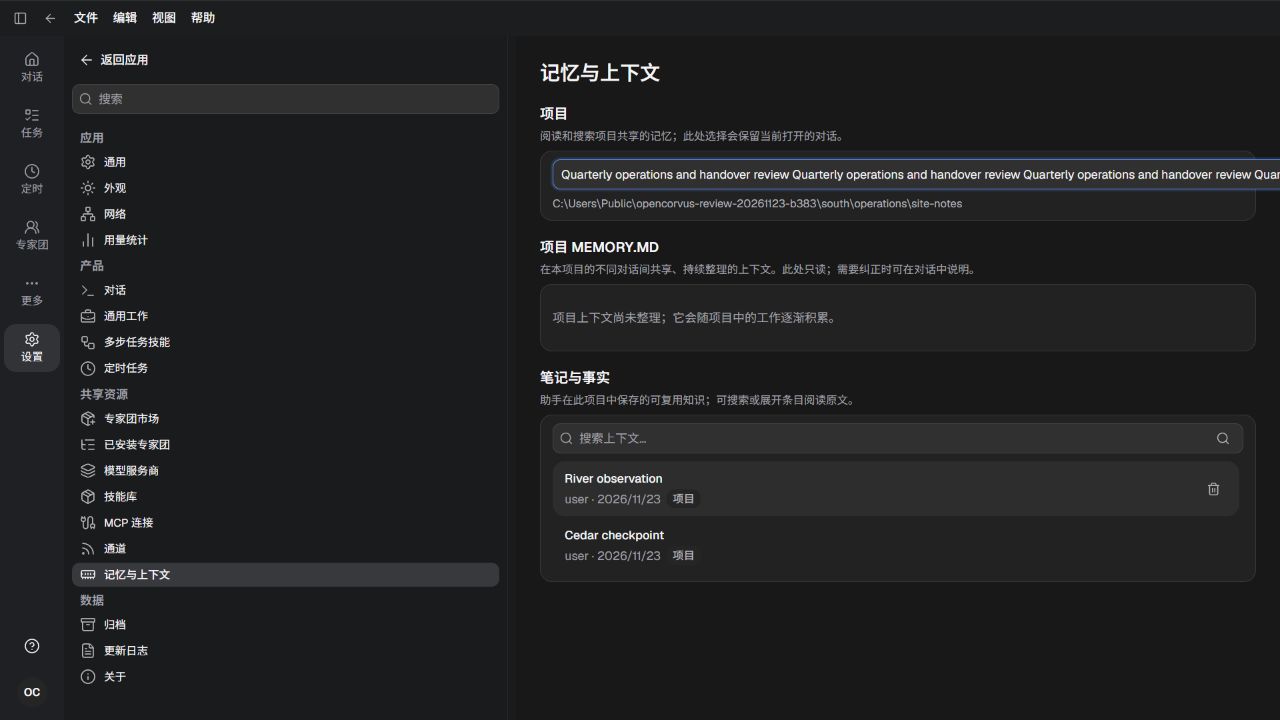 文件 编辑 视图 帮助
对话
任务
定时
专家团
更多
设置
OC
返回应用
搜索
应用
通用
外观
网络
用量统计
产品
对话
通用工作
多步任务技能
定时任务
共享资源
专家团市场
已安装专家团
模型服务商
技能库
MCP 连接
通道
记忆与上下文
数据
归档
更新日志
关于
记忆与上下文
项目
阅读和搜索项目共享的记忆；此处选择会保留当前打开的对话。
Quarterly operations and handover review Quarterly operations and handover review Quarterly operations and handover review Quar
C:\Users\Public\opencorvus-review-20261123-b383\south\operations\site-notes
项目 MEMORY.MD
在本项目的不同对话间共享、持续整理的上下文。此处只读；需要纠正时可在对话中说明。
项目上下文尚未整理；它会随项目中的工作逐渐积累。
笔记与事实
助手在此项目中保存的可复用知识；可搜索或展开条目阅读原文。
搜索上下文...
River observation
user · 2026/11/23 项目
Cedar checkpoint
user · 2026/11/23 项目